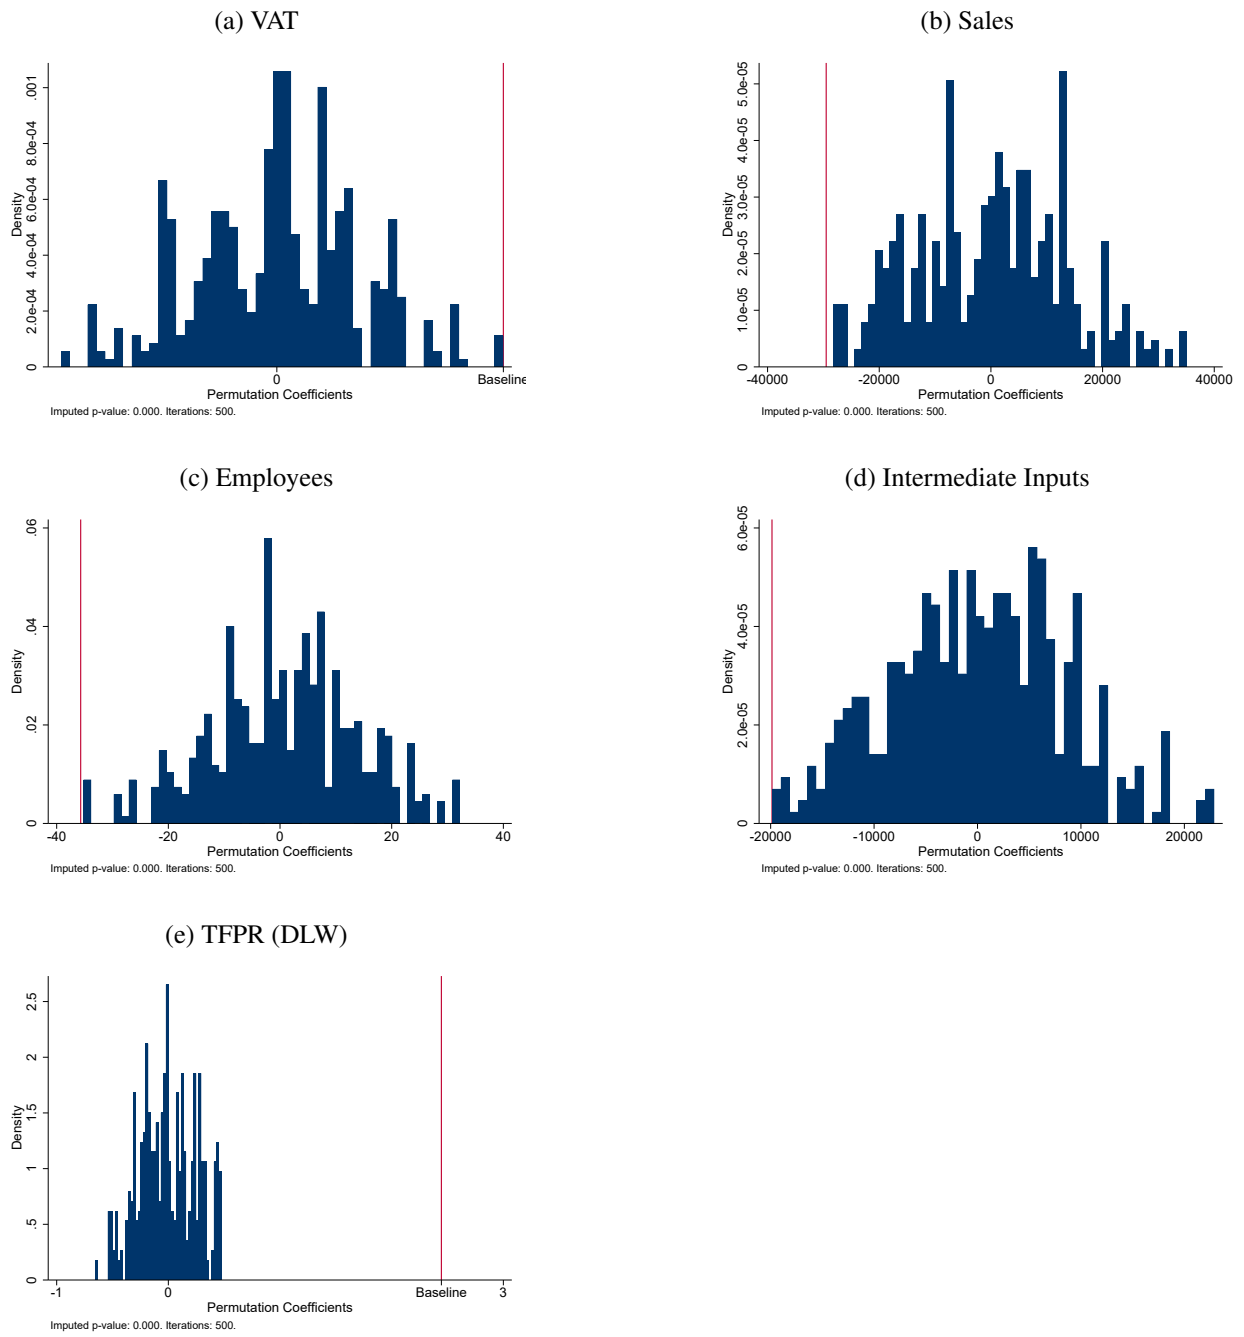 (a) VAT
Density
0
2.0e-04
4.0e-04
6.0e-04
8.0e-04
.001
0
Baseline
Permutation Coefficients
Imputed p-value: 0.000. Iterations: 500.
(b) Sales
Density
0
1.0e-05
2.0e-05
3.0e-05
4.0e-05
5.0e-05
-40000 -20000 0 20000 40000
Permutation Coefficients
Imputed p-value: 0.000. Iterations: 500.
(c) Employees
Density
0
.02
.04
.06
-40 -20 0 20 40
Permutation Coefficients
Imputed p-value: 0.000. Iterations: 500.
(d) Intermediate Inputs
Density
0
2.0e-05
4.0e-05
6.0e-05
-20000 -10000 0 10000 20000
Permutation Coefficients
Imputed p-value: 0.000. Iterations: 500.
(e) TFPR (DLW)
Density
0
.5
1
1.5
2
2.5
-1 0 Baseline 3
Permutation Coefficients
Imputed p-value: 0.000. Iterations: 500.